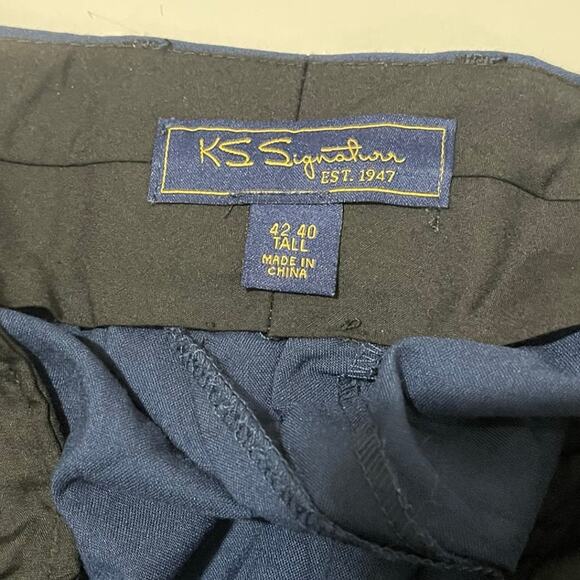 KS Signature
EST. 1947
42 40
TALL
MADE IN
CHINA